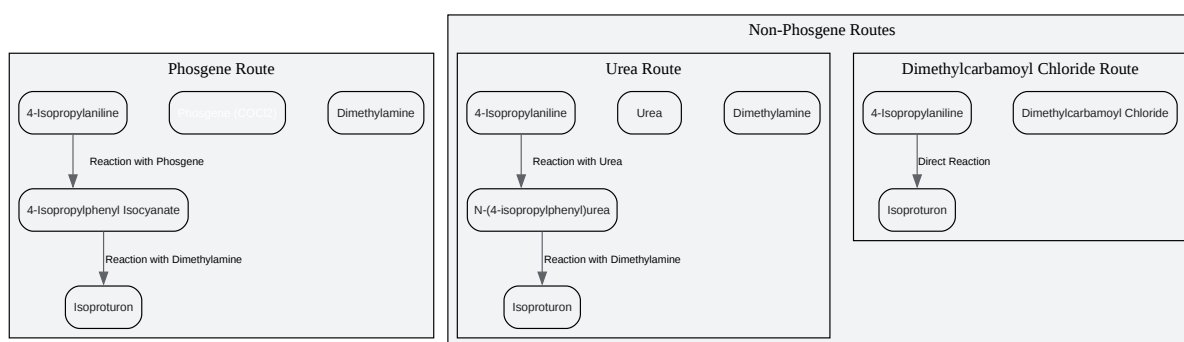 Non-Phosgene Routes
Phosgene Route
4-Isopropylaniline
Phosgene (COCl2)
Dimethylamine
Reaction with Phosgene
4-Isopropylphenyl Isocyanate
Reaction with Dimethylamine
Isoproturon
Urea Route
4-Isopropylaniline
Urea
Dimethylamine
Reaction with Urea
N-(4-isopropylphenyl)urea
Reaction with Dimethylamine
Isoproturon
Dimethylcarbamoyl Chloride Route
4-Isopropylaniline
Dimethylcarbamoyl Chloride
Direct Reaction
Isoproturon